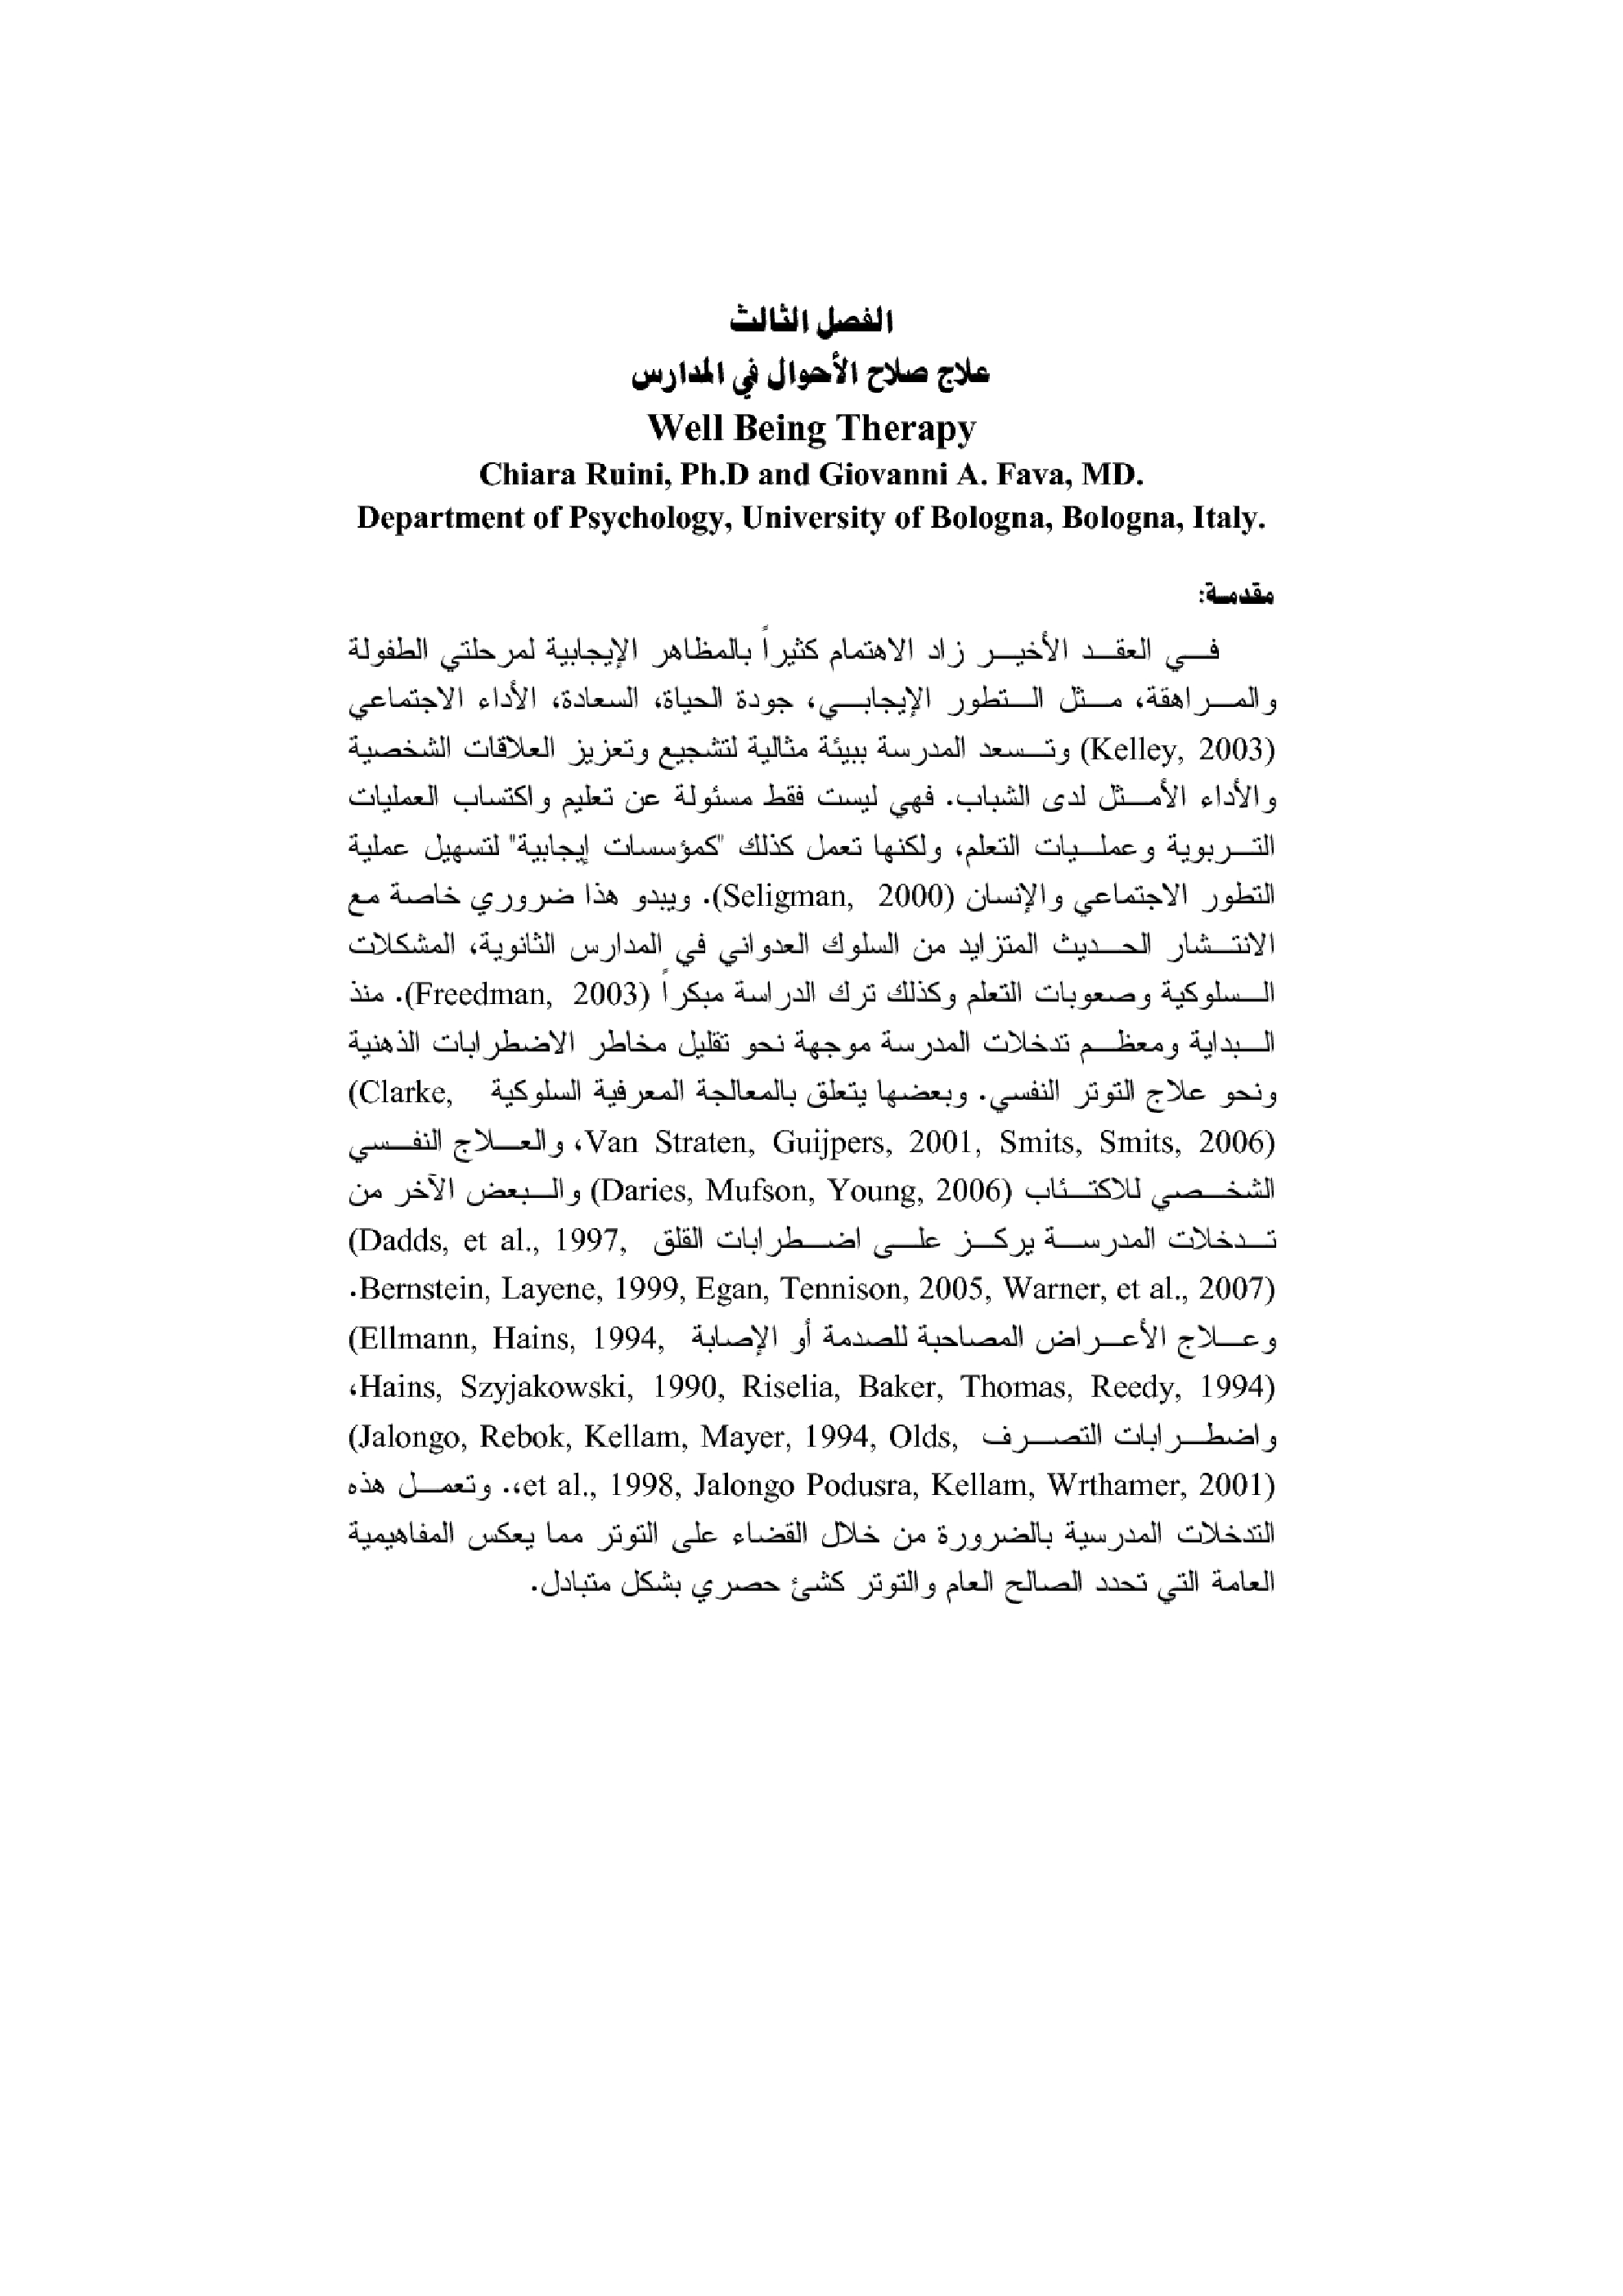 الفصل الثالث
علاج صلاح الأحوال في المدارس
Well Being Therapy
Chiara Ruini, Ph.D and Giovanni A. Fava, MD.
Department of Psychology, University of Bologna, Bologna, Italy.
مقدمة:
في العقد الأخير زاد الاهتمام كثيراً بالمظاهر الإيجابية لمرحلتي الطفولة
والمراهقة، مثل التطور الإيجابي، جودة الحياة، السعادة، الأداء الاجتماعي
(Kelley, 2003) وتسعد المدرسة ببيئة مثالية لتشجيع وتعزيز العلاقات الشخصية
والأداء الأمثل لدى الشباب. فهي ليست فقط مسئولة عن تعليم واكتساب العمليات
التربوية وعمليات التعلم، ولكنها تعمل كذلك "كمؤسسات إيجابية" لتسهيل عملية
التطور الاجتماعي والإنسان (Seligman, 2000). ويبدو هذا ضروري خاصة مع
الانتشار الحديث المتزايد من السلوك العدواني في المدارس الثانوية، المشكلات
السلوكية وصعوبات التعلم وكذلك ترك الدراسة مبكراً (Freedman, 2003). منذ
البداية ومعظم تدخلات المدرسة موجهة نحو تقليل مخاطر الاضطرابات الذهنية
ونحو علاج التوتر النفسي. وبعضها يتعلق بالمعالجة المعرفية السلوكية (Clarke,
Van Straten, Guijpers, 2001, Smits, Smits, 2006)، والعلاج النفسي
الشخصي للاكتئاب (Daries, Mufson, Young, 2006) والبعض الآخر من
تدخلات المدرسة يركز على اضطرابات القلق (Dadds, et al., 1997,
Bernstein, Layene, 1999, Egan, Tennison, 2005, Warner, et al., 2007).
وعلاج الأعراض المصاحبة للصدمة أو الإصابة (Ellmann, Hains, 1994,
Hains, Szyjakowski, 1990, Riselia, Baker, Thomas, Reedy, 1994)،
واضطرابات التصرف (Jalongo, Rebok, Kellam, Mayer, 1994, Olds,
et al., 1998, Jalongo Podusra, Kellam, Wrthamer, 2001)،. وتعمل هذه
التدخلات المدرسية بالضرورة من خلال القضاء على التوتر مما يعكس المفاهيمية
العامة التي تحدد الصالح العام والتوتر كشئ حصري بشكل متبادل.